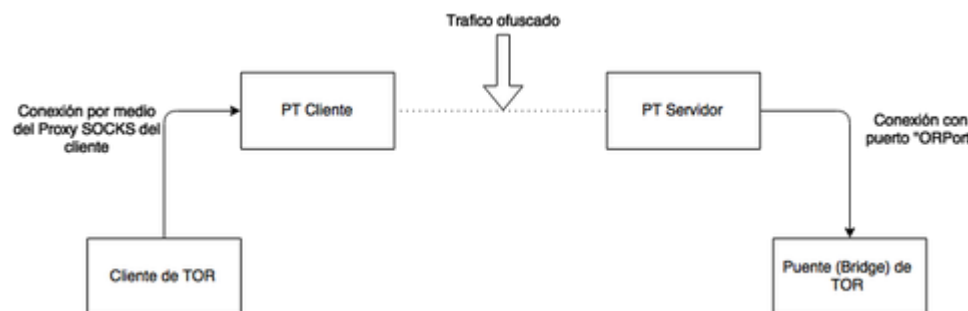 Trafico ofuscado
Conexión por medio
del Proxy SOCKS del
cliente
PT Cliente
PT Servidor
Conexión con
puerto "ORPort
Cliente de TOR
Puente (Bridge) de
TOR